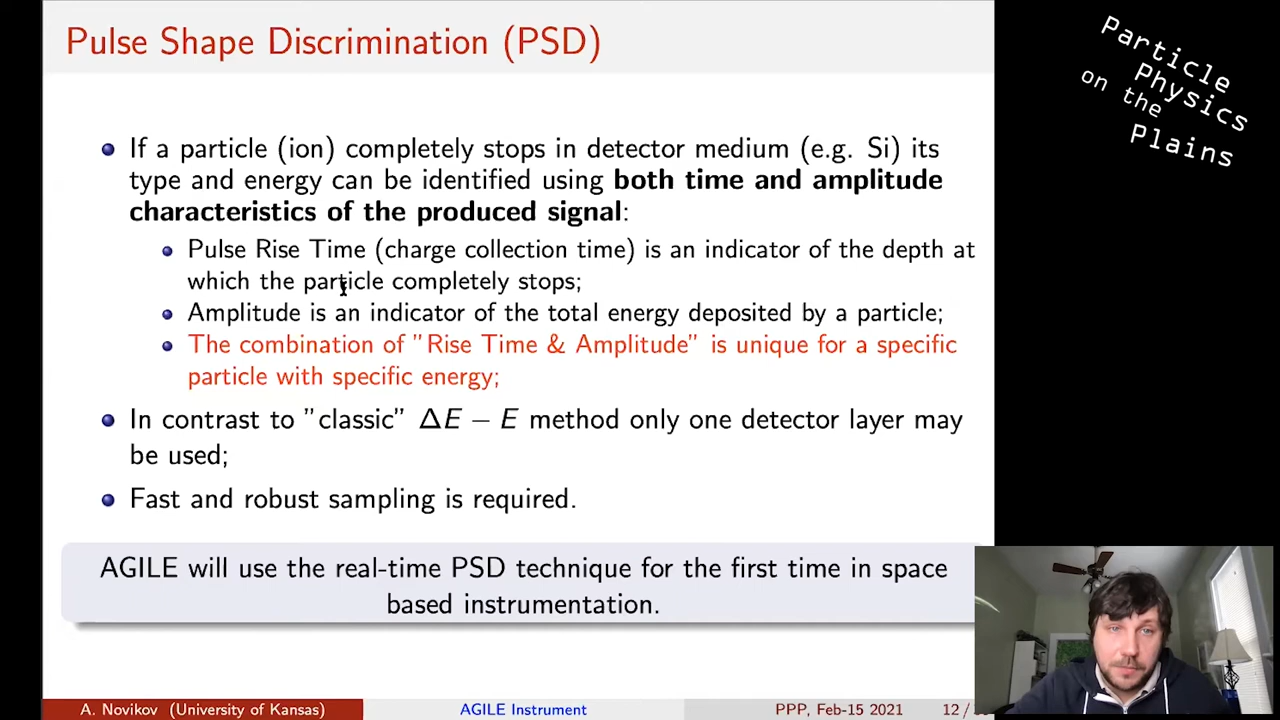 Pulse Shape Discrimination (PSD)
Particle
Physics
on the
Plains
If a particle (ion) completely stops in detector medium (e.g. Si) its
type and energy can be identified using both time and amplitude
characteristics of the produced signal:
Pulse Rise Time (charge collection time) is an indicator of the depth at
which the particle completely stops;
Amplitude is an indicator of the total energy deposited by a particle;
The combination of "Rise Time & Amplitude" is unique for a specific
particle with specific energy;
In contrast to "classic" ΔE − E method only one detector layer may
be used;
Fast and robust sampling is required.
AGILE will use the real-time PSD technique for the first time in space
based instrumentation.
A. Novikov (University of Kansas)
AGILE Instrument
PPP, Feb-15 2021
12 /